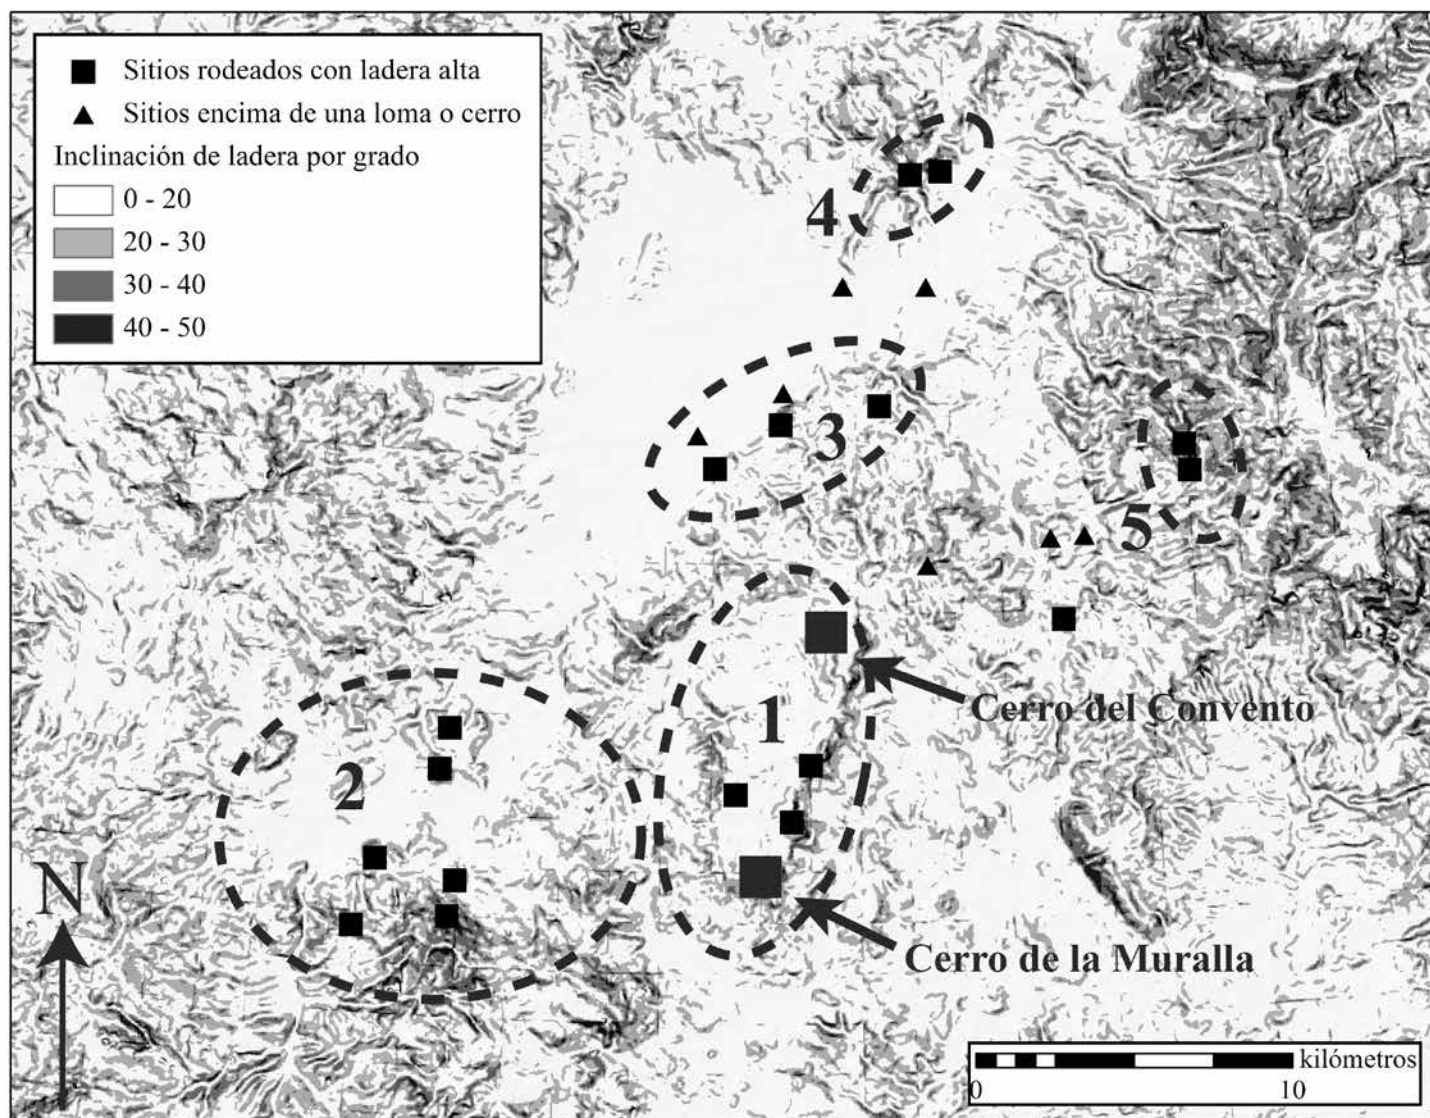 Sitios rodeados con ladera alta
Sitios encima de una loma o cerro
Inclinación de ladera por grado
0 - 20
20 - 30
30 - 40
40 - 50
4
3
5
1
Cerro del Convento
2
N
Cerro de la Muralla
kilómetros
0 10